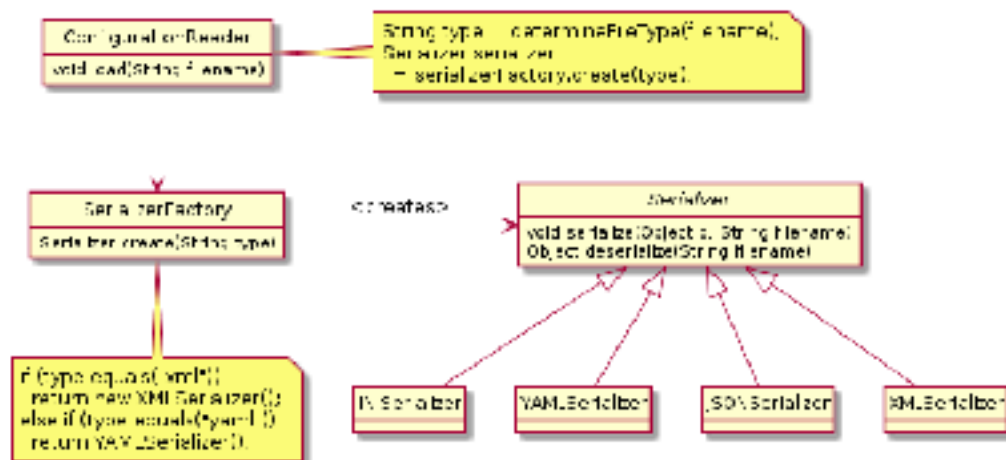 ConfigurationReader
void load(String filename)
String type = determineFileType(filename);
Serializer serializer
= serializerFactory.create(type);
SerializerFactory
Serializer create(String type)
<creates>
Serializer
void serialize(Object o, String filename)
Object deserialize(String filename)
if (type.equals("xml"))
return new XMLSerializer();
else if (type.equals("yaml"))
return YAMLSerializer();
INISerializer
YAMLSerializer
JSONSerializer
XMLSerializer